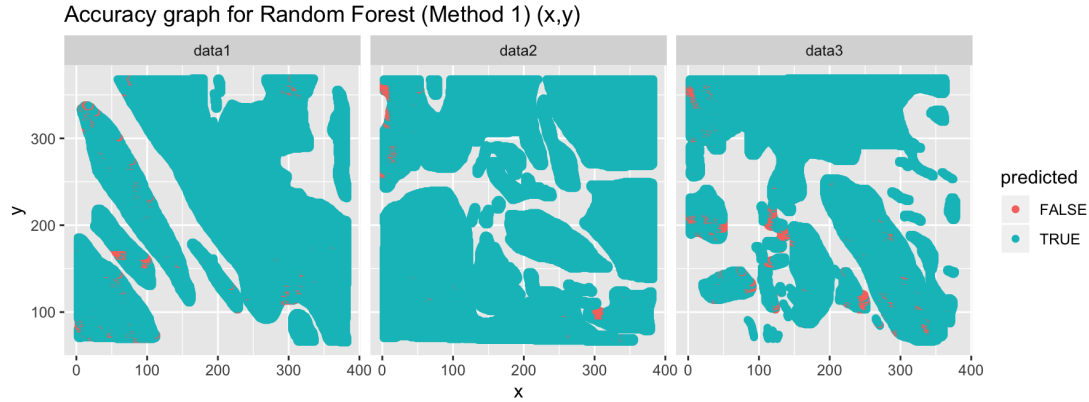 Accuracy graph for Random Forest (Method 1) (x,y)
data1 data2 data3
y
300
200
100
0 100 200 300 400 0 100 200 300 400 0 100 200 300 400
x
predicted
FALSE
TRUE